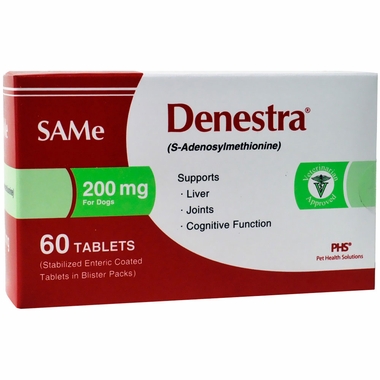 SAMe
200 mg
For Dogs
60 TABLETS
(Stabilized Enteric Coated
Tablets in Blister Packs)
Denestra®
(S-Adenosylmethionine)
Supports
· Liver
· Joints
· Cognitive Function
Veterinarian
Approved
PHS®
Pet Health Solutions